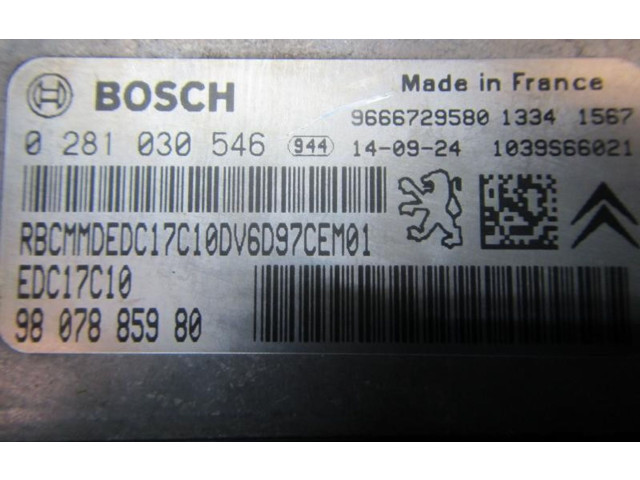 BOSCH
Made in France
9666729580 1334 1567
0 281 030 546 944 14-09-24 1039S66021
RBCMMDEDC17C10DV6D97CEM01
EDC17C10
98 078 859 80